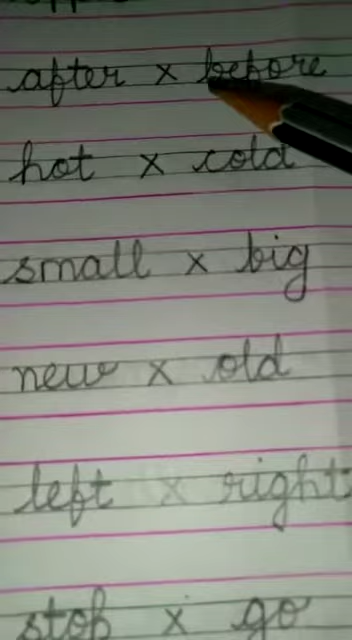 after x before
hot x cold
small x big
new x old
left x right
stop x go